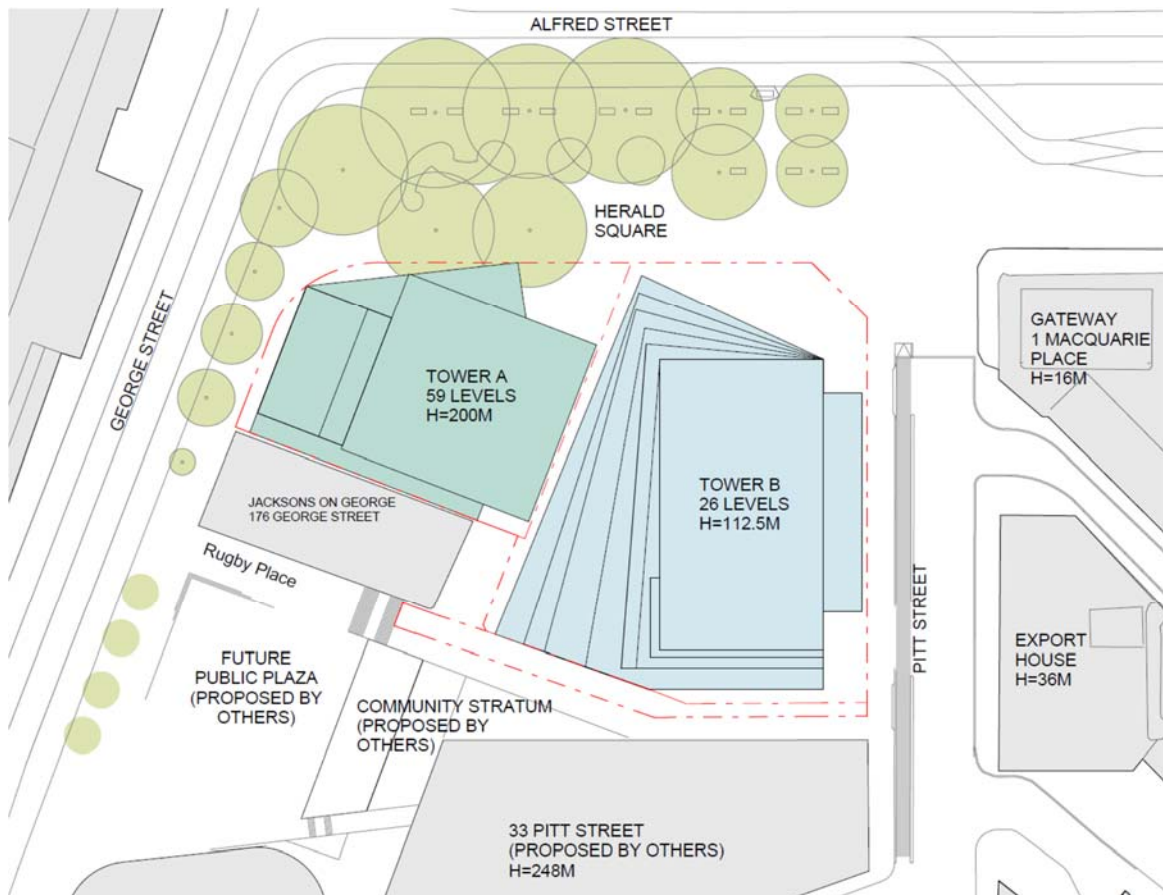 ALFRED STREET
HERALD
SQUARE
GEORGE STREET
GATEWAY
1 MACQUARIE
PLACE
H=16M
TOWER A
59 LEVELS
H=200M
TOWER B
26 LEVELS
H=112.5M
JACKSONS ON GEORGE
176 GEORGE STREET
Rugby Place
PITT STREET
EXPORT
HOUSE
H=36M
FUTURE
PUBLIC PLAZA
(PROPOSED BY
OTHERS)
COMMUNITY STRATUM
(PROPOSED BY
OTHERS)
33 PITT STREET
(PROPOSED BY OTHERS)
H=248M